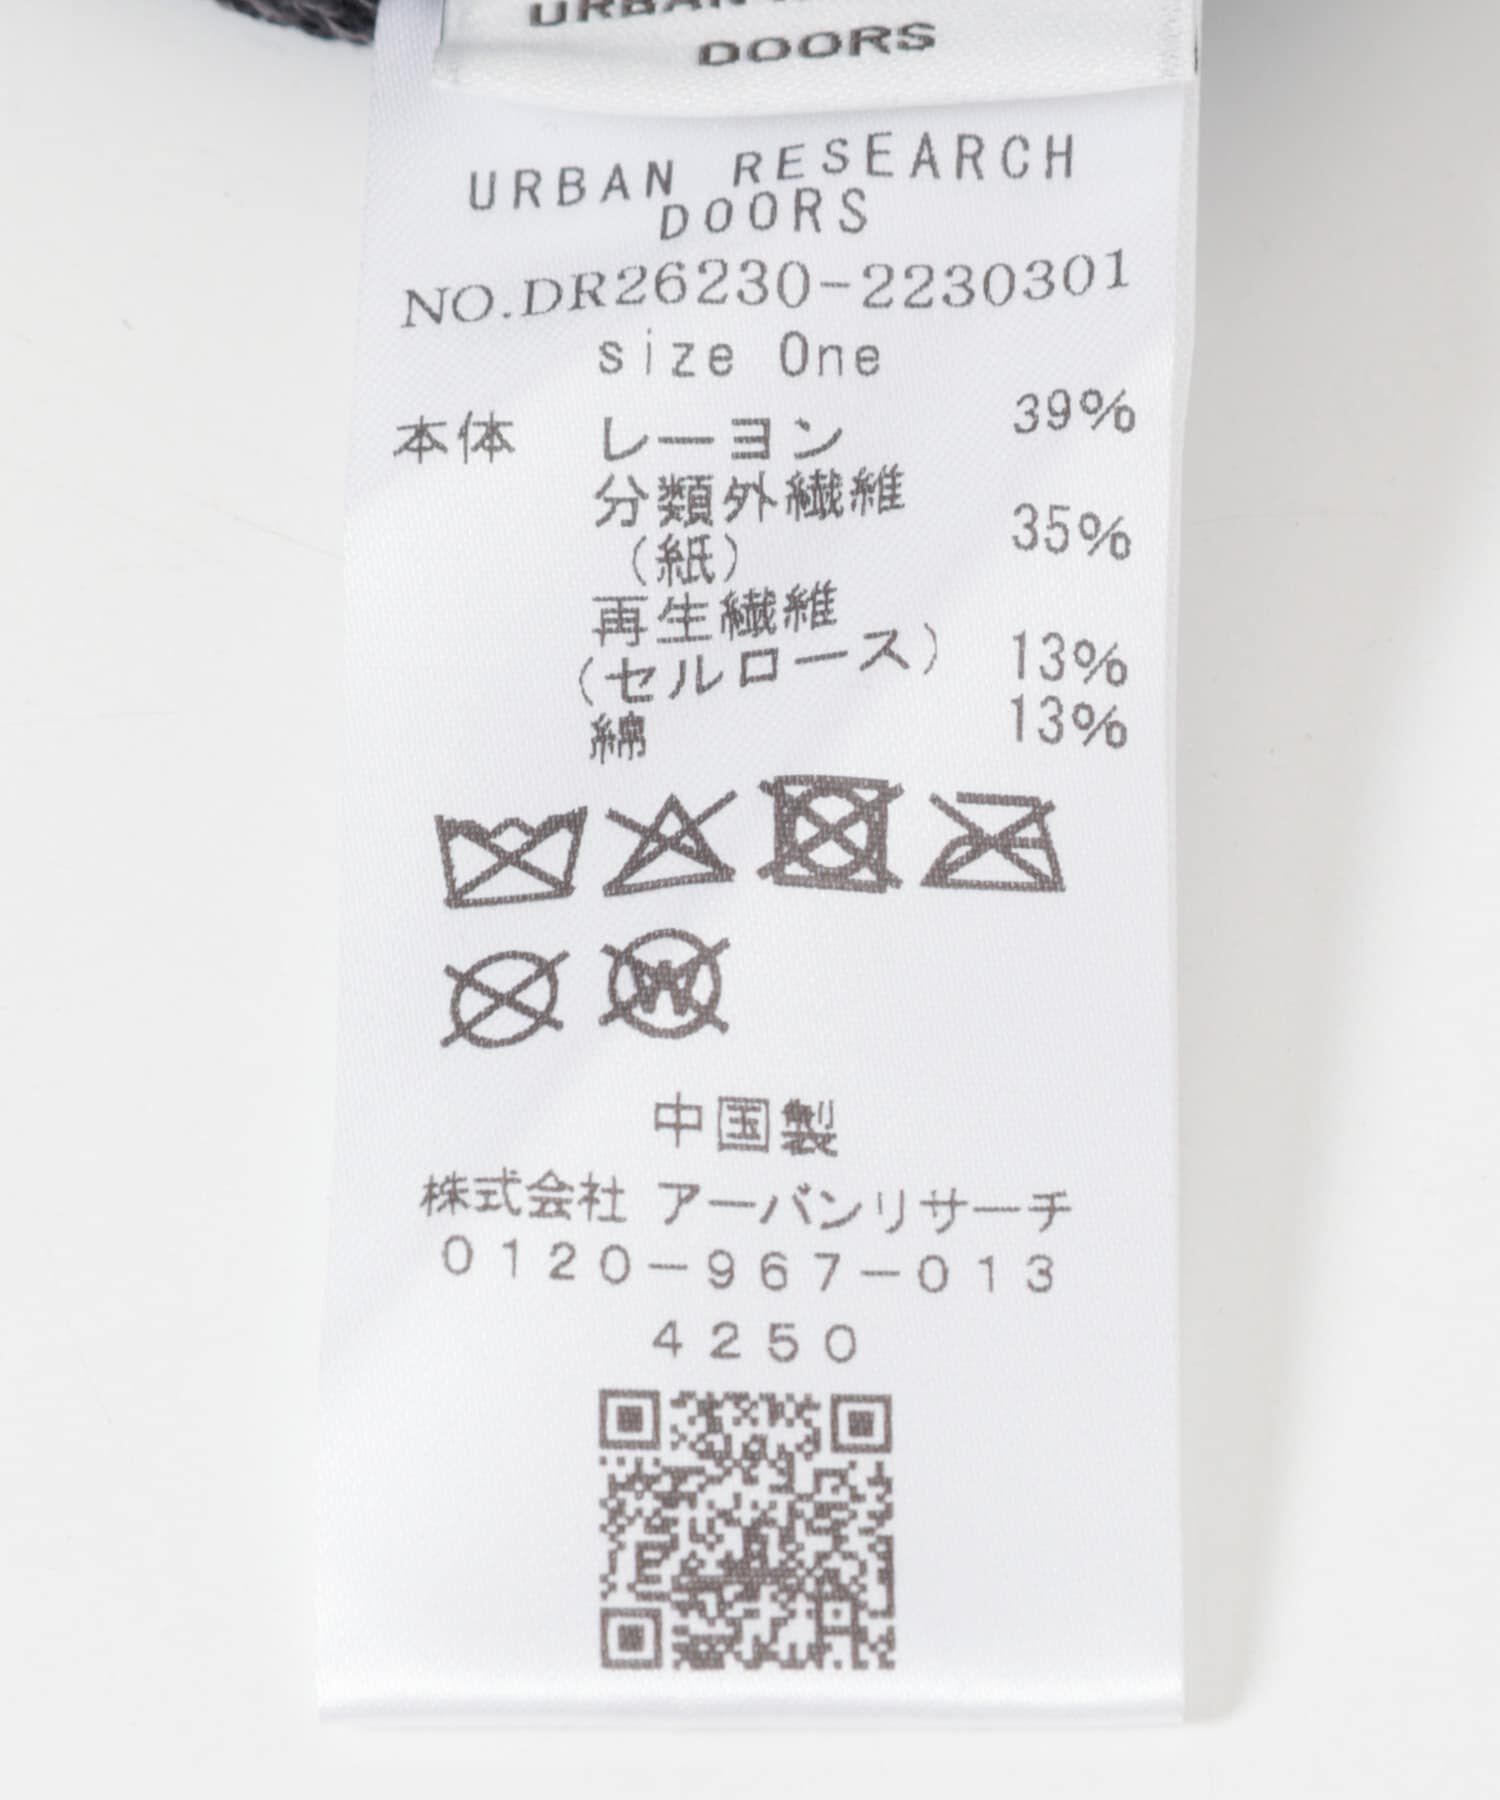 DOORS
URBAN RESEARCH
DOORS
NO.DR26230-2230301
size One
本体 レーヨン 39%
分類外繊維
(紙) 35%
再生繊維
(セルロース) 13%
綿 13%
W
中国製
株式会社 アーバンリサーチ
0120-967-013
4250